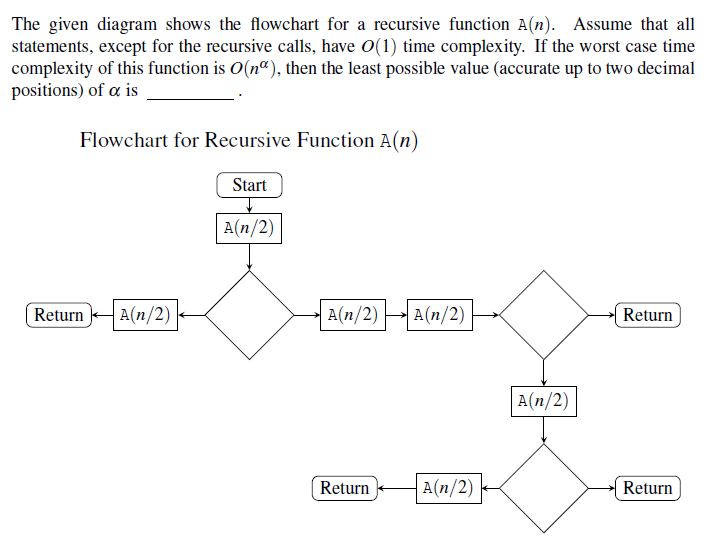 The given diagram shows the flowchart for a recursive function A(n). Assume that all
statements, except for the recursive calls, have O(1) time complexity. If the worst case time
complexity of this function is O(n^α), then the least possible value (accurate up to two decimal
positions) of α is __________ .
Flowchart for Recursive Function A(n)
Start
A(n/2)
Return A(n/2) A(n/2) A(n/2) Return
A(n/2)
Return A(n/2) Return